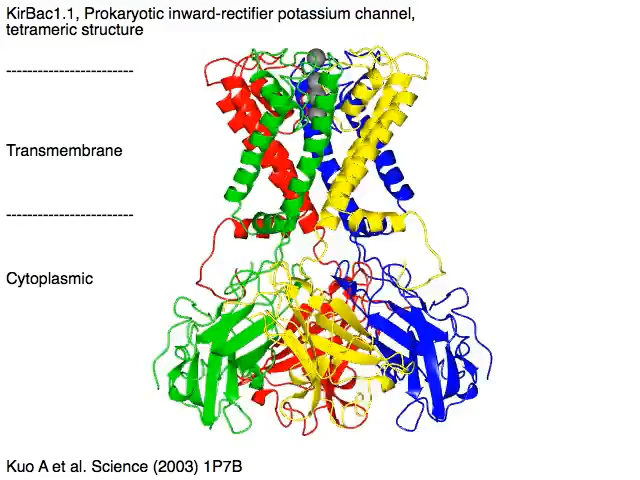 KirBac1.1, Prokaryotic inward-rectifier potassium channel,
tetrameric structure
------------------------
Transmembrane
------------------------
Cytoplasmic
Kuo A et al. Science (2003) 1P7B